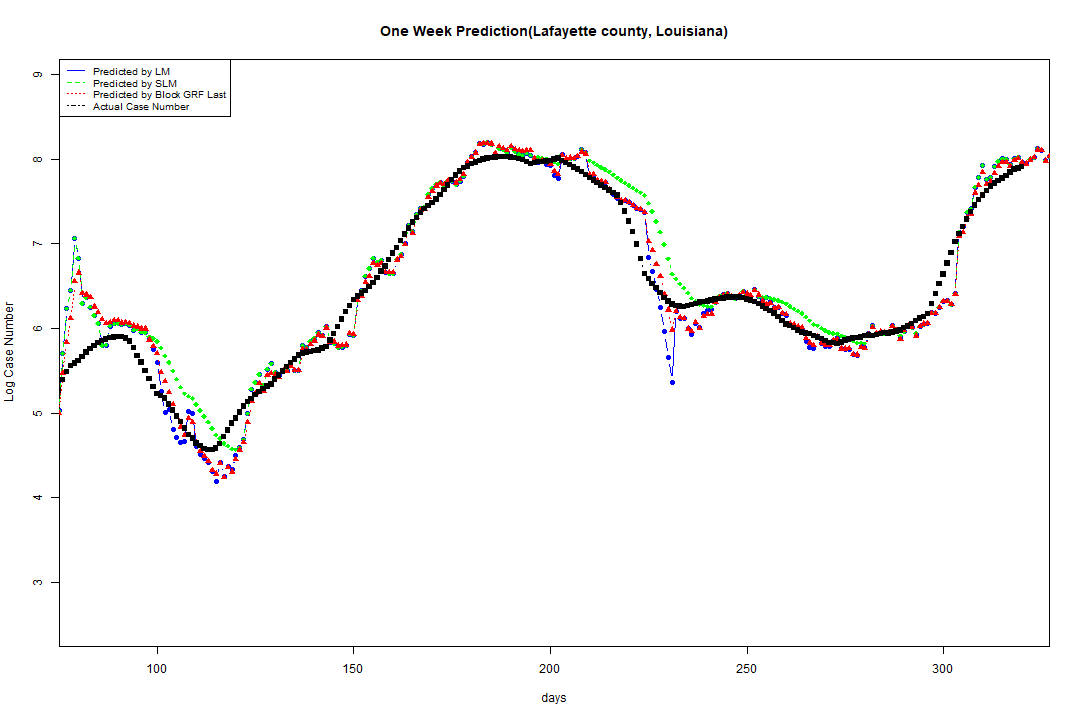 One Week Prediction(Lafayette county, Louisiana)
Predicted by LM
Predicted by SLM
Predicted by Block GRF Last
Actual Case Number
Log Case Number
9
8
7
6
5
4
3
100 150 200 250 300
days